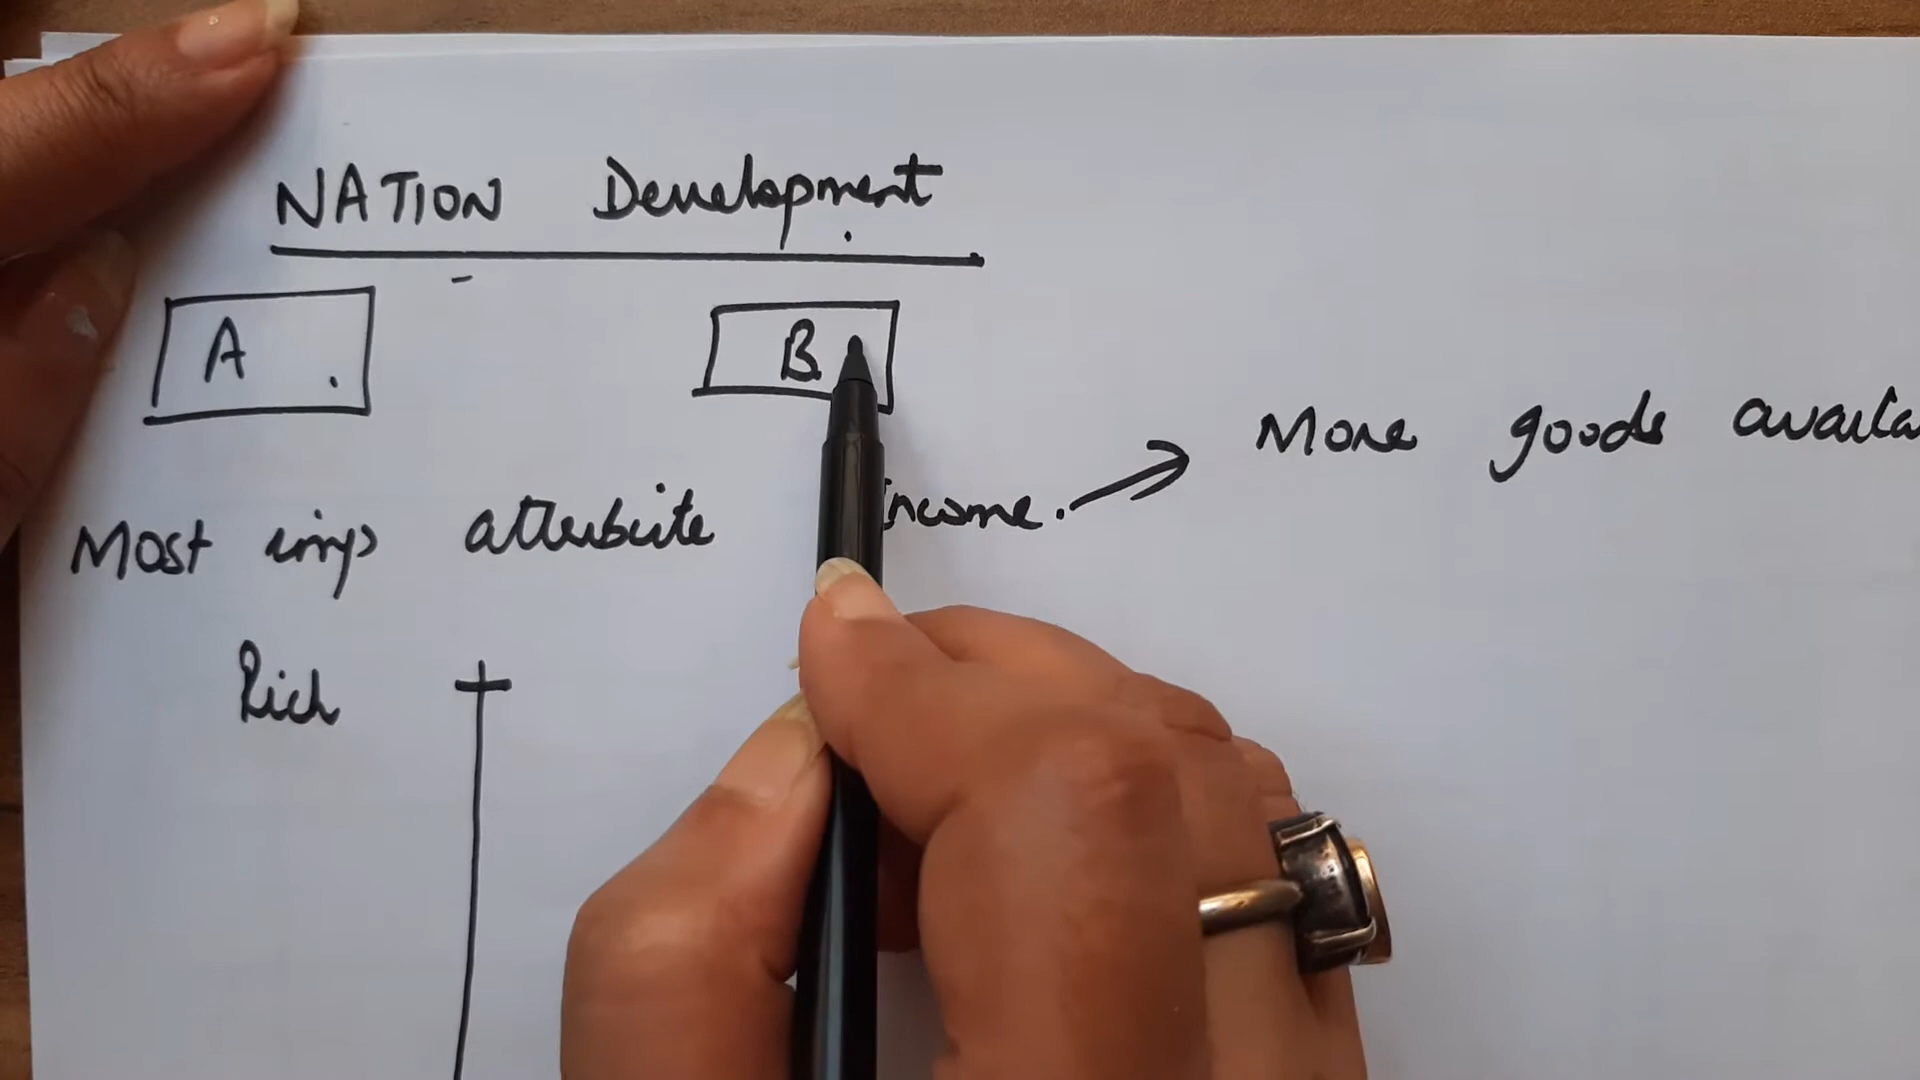 NATION Development
A
B
More goods
Most imp attribute Income.
Rich